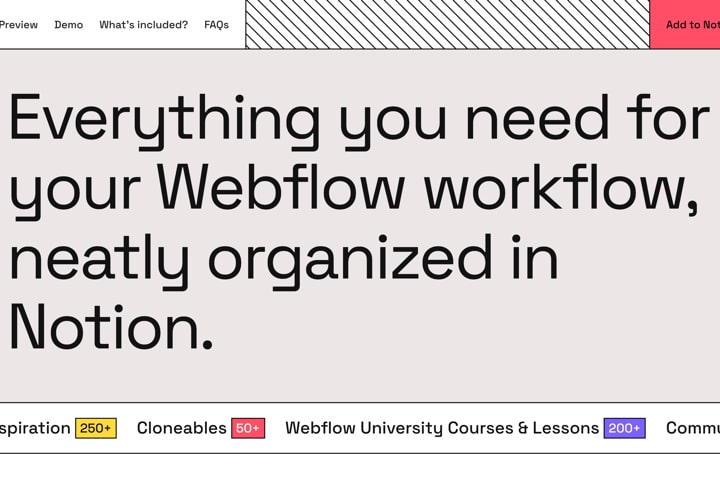 Preview Demo What's included? FAQs Add to Not
Everything you need for
your Webflow workflow,
neatly organized in
Notion.
spiration 250+ Cloneables 50+ Webflow University Courses & Lessons 200+ Commu